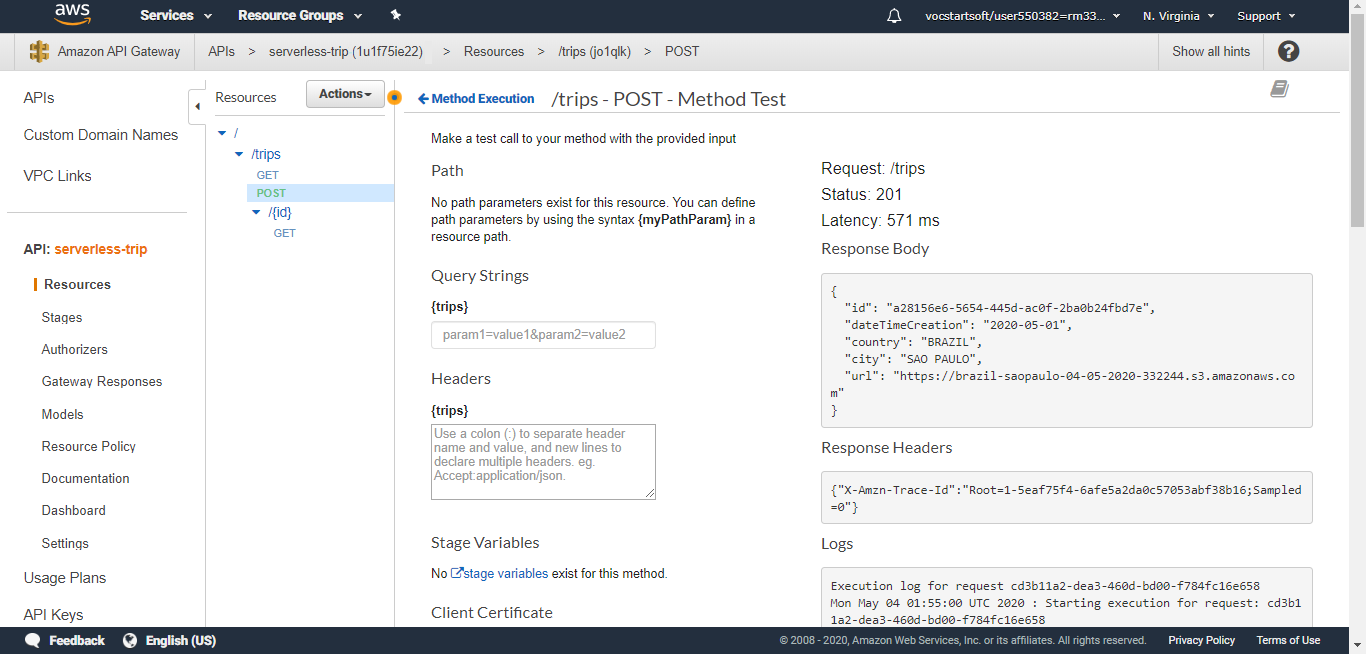 aws
Services
Resource Groups
vocstartsoft/user550382=rm33...
N. Virginia
Support
Amazon API Gateway
APIs > serverless-trip (1u1f75ie22) > Resources > /trips (jo1qlk) > POST
Show all hints
?
APIs
Custom Domain Names
VPC Links
API: serverless-trip
Resources
Stages
Authorizers
Gateway Responses
Models
Resource Policy
Documentation
Dashboard
Settings
Usage Plans
API Keys
Resources
Actions
/
/trips
GET
POST
/{id}
GET
Method Execution
/trips - POST - Method Test
Make a test call to your method with the provided input
Path
No path parameters exist for this resource. You can define
path parameters by using the syntax {myPathParam} in a
resource path.
Query Strings
{trips}
param1=value1&param2=value2
Headers
{trips}
Use a colon (:) to separate header
name and value, and new lines to
declare multiple headers. eg.
Accept:application/json.
Stage Variables
No stage variables exist for this method.
Client Certificate
Request: /trips
Status: 201
Latency: 571 ms
Response Body
{
"id": "a28156e6-5654-445d-ac0f-2ba0b24fbd7e",
"dateTimeCreation": "2020-05-01",
"country": "BRAZIL",
"city": "SAO PAULO",
"url": "https://brazil-saopaulo-04-05-2020-332244.s3.amazonaws.co
m"
}
Response Headers
{"X-Amzn-Trace-Id":"Root=1-5eaf75f4-6afe5a2da0c57053abf38b16;Sampled
=0"}
Logs
Execution log for request cd3b11a2-dea3-460d-bd00-f784fc16e658
Mon May 04 01:55:00 UTC 2020 : Starting execution for request: cd3b1
1a2-dea3-460d-bd00-f784fc16e658
Feedback
English (US)
© 2008 - 2020, Amazon Web Services, Inc. or its affiliates. All rights reserved.
Privacy Policy
Terms of Use